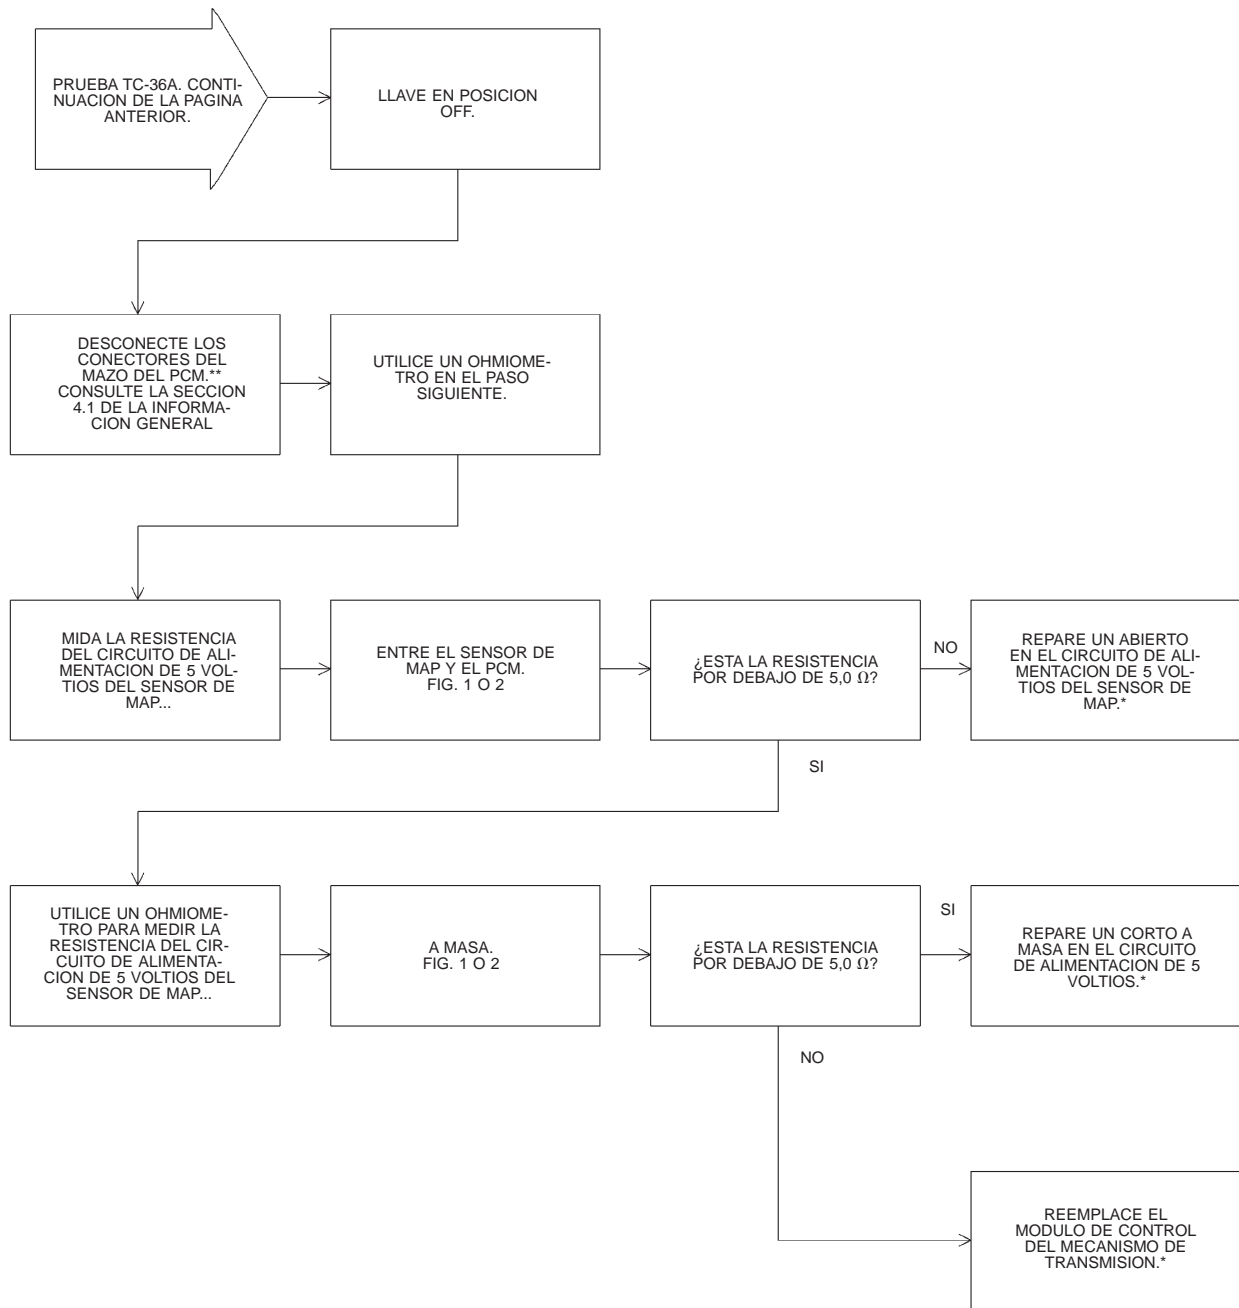 PRUEBA TC-36A. CONTI-
NUACION DE LA PAGINA
ANTERIOR.
LLAVE EN POSICION
OFF.
DESCONECTE LOS
CONECTORES DEL
MAZO DEL PCM.**
CONSULTE LA SECCION
4.1 DE LA INFORMA-
CION GENERAL
UTILICE UN OHMIOME-
TRO EN EL PASO
SIGUIENTE.
MIDA LA RESISTENCIA
DEL CIRCUITO DE ALI-
MENTACION DE 5 VOL-
TIOS DEL SENSOR DE
MAP...
ENTRE EL SENSOR DE
MAP Y EL PCM.
FIG. 1 O 2
¿ESTA LA RESISTENCIA
POR DEBAJO DE 5,0 Ω?
NO
REPARE UN ABIERTO
EN EL CIRCUITO DE ALI-
MENTACION DE 5 VOL-
TIOS DEL SENSOR DE
MAP.*
SI
UTILICE UN OHMIOME-
TRO PARA MEDIR LA
RESISTENCIA DEL CIR-
CUITO DE ALIMENTA-
CION DE 5 VOLTIOS DEL
SENSOR DE MAP...
A MASA.
FIG. 1 O 2
¿ESTA LA RESISTENCIA
POR DEBAJO DE 5,0 Ω?
SI
REPARE UN CORTO A
MASA EN EL CIRCUITO
DE ALIMENTACION DE 5
VOLTIOS.*
NO
REEMPLACE EL
MODULO DE CONTROL
DEL MECANISMO DE
TRANSMISION.*